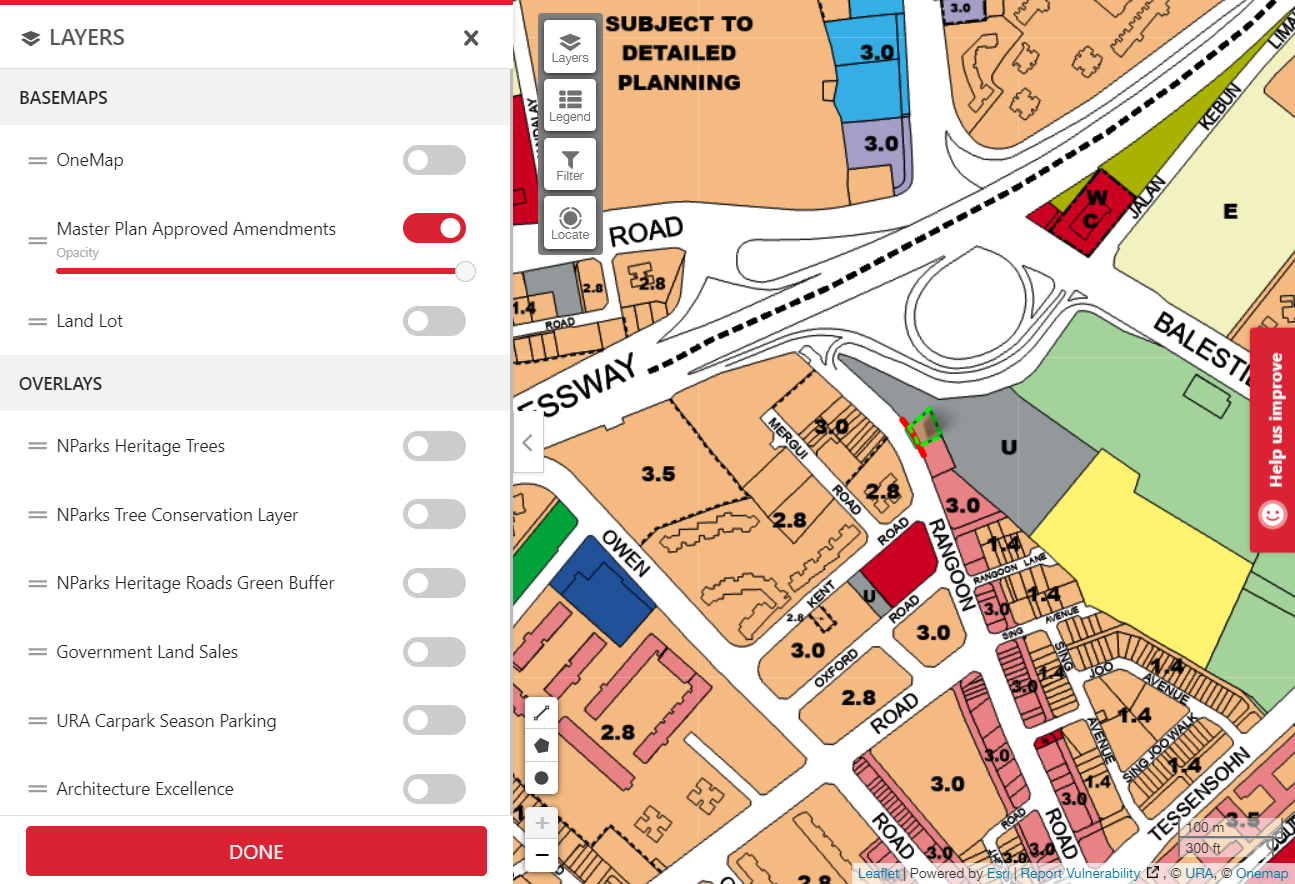 LAYERS
BASEMAPS
OneMap
Master Plan Approved Amendments
Opacity
Land Lot
OVERLAYS
NParks Heritage Trees
NParks Tree Conservation Layer
NParks Heritage Roads Green Buffer
Government Land Sales
URA Carpark Season Parking
Architecture Excellence
DONE
Layers
Legend
Filter
Locate
SUBJECT TO
DETAILED
PLANNING
3.0
3.0
3.0
KEBUN
JALAN
W
C
E
ROAD
2.8
2.8
1.4
ROAD
ESSWAY
Help us improve
MERGUI
ROAD
3.0
3.5
U
2.8
2.8
3.0
ROAD
RANGOON
OWEN
1.4
RANGOON LANE
KENT
U
ROAD
2.8
3.0
1.4
SING
AVENUE
3.0
3.0
OXFORD
SING
JOO
AVENUE
1.4
3.0
1.4
2.8
ROAD
1.4
AVENUE
SING JOO WALK
2.8
3.0
3.0
1.4
1.4
3.0
TESSENSOHN
ROAD
ROAD
ROAD
3.5
3.0
3.0
3.0
2.8
100 m
300 ft
Leaflet | Powered by Esri | Report Vulnerability , © URA, © Onemap